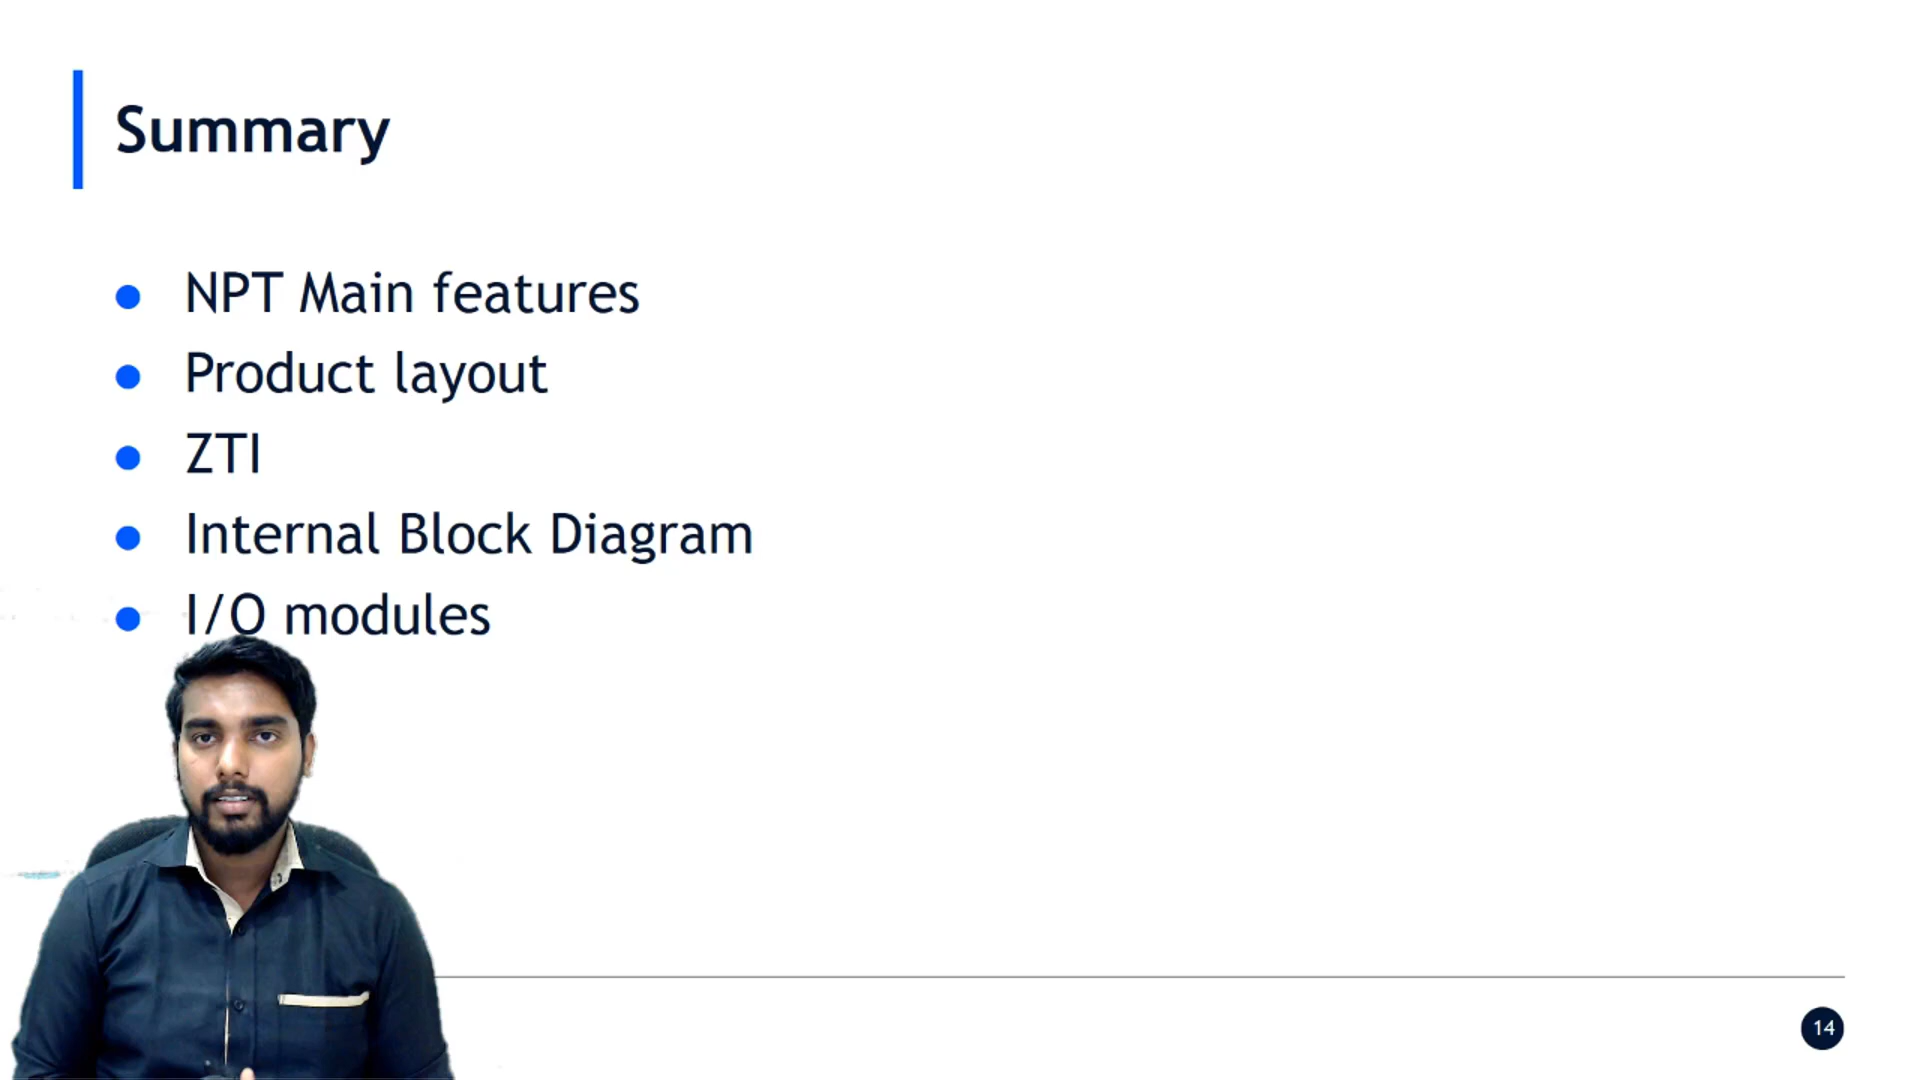 Summary
NPT Main features
Product layout
ZTI
Internal Block Diagram
I/O modules
14